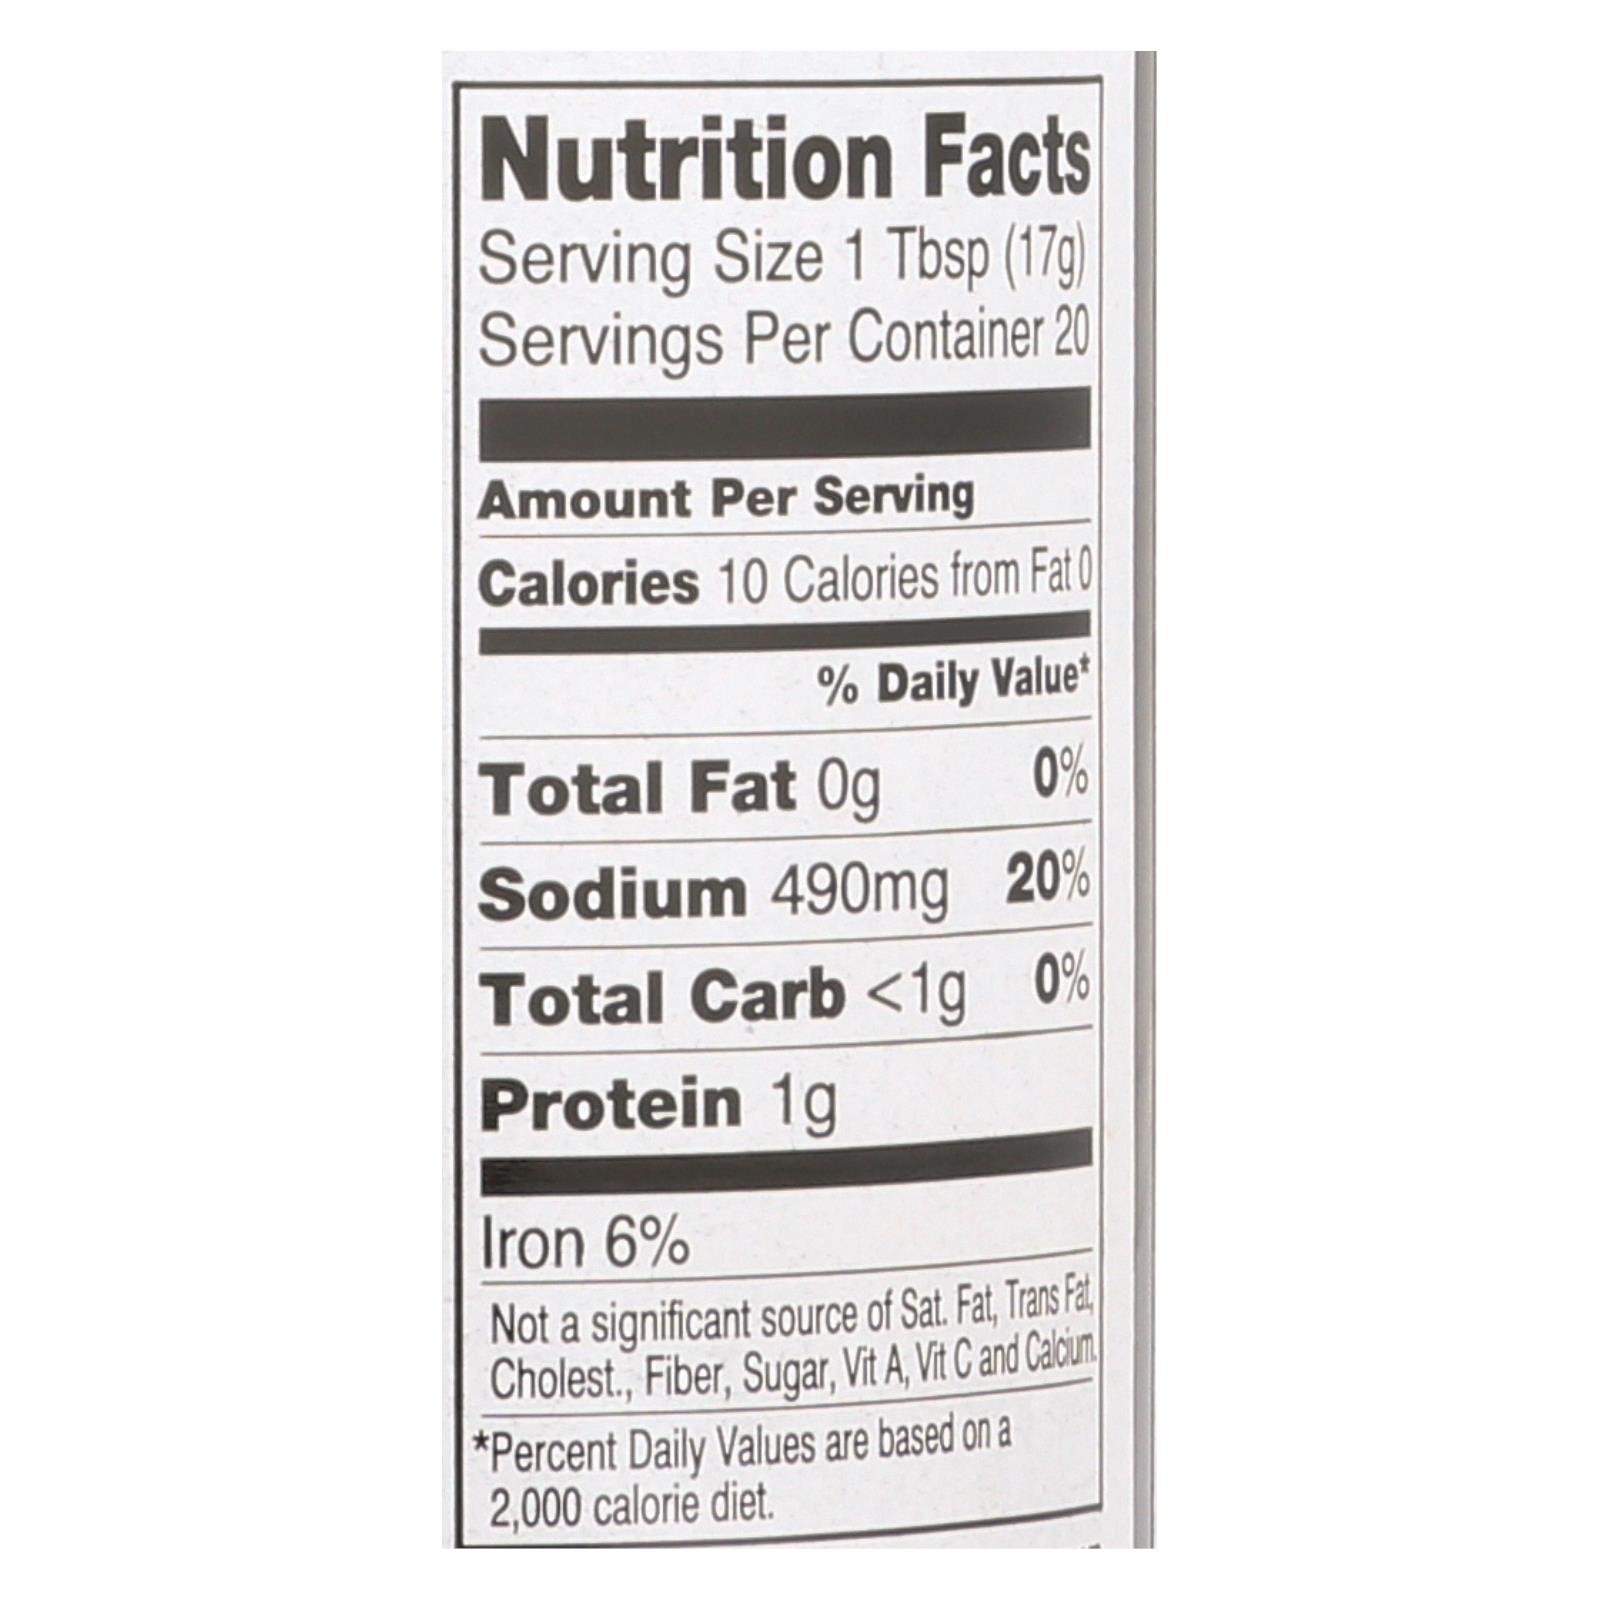 Nutrition Facts
Serving Size 1 Tbsp (17g)
Servings Per Container 20
Amount Per Serving
Calories 10 Calories from Fat 0
% Daily Value*
Total Fat 0g 0%
Sodium 490mg 20%
Total Carb <1g 0%
Protein 1g
Iron 6%
Not a significant source of Sat. Fat, Trans Fat,
Cholest., Fiber, Sugar, Vit A, Vit C and Calcium.
*Percent Daily Values are based on a
2,000 calorie diet.